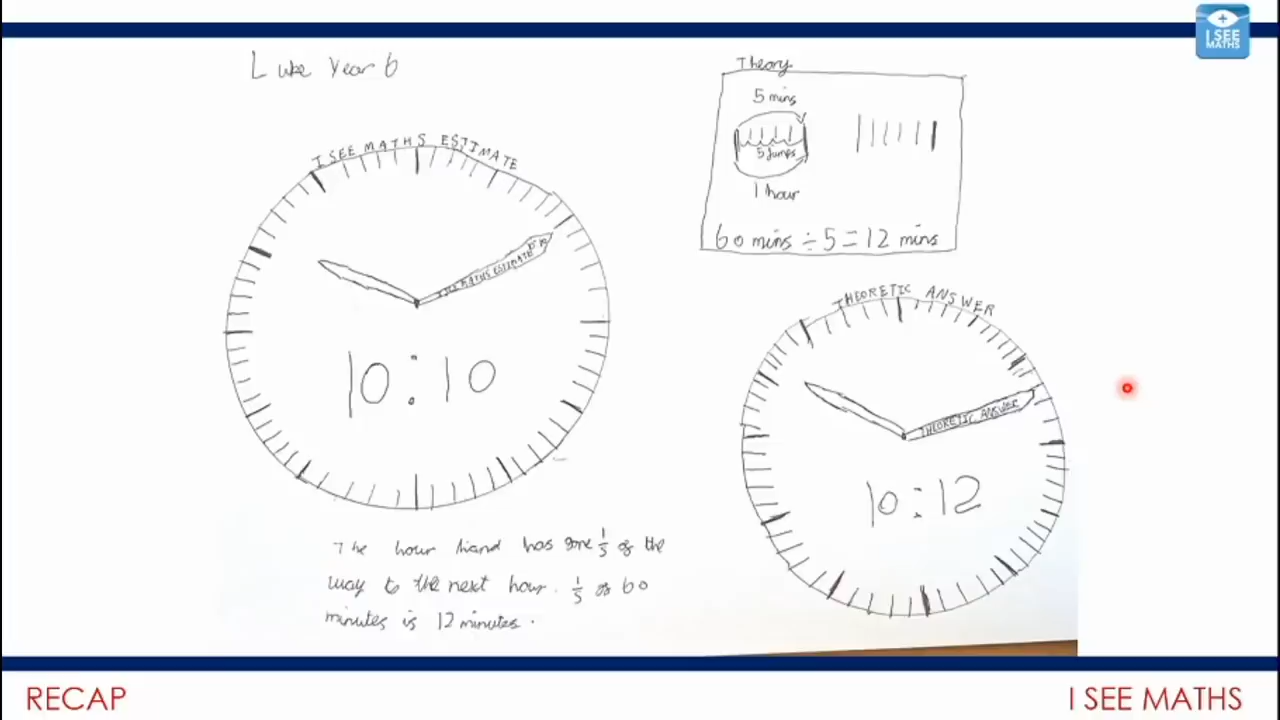 I SEE
MATHS
Luke Year 6
I SEE MATHS ESTIMATE
I SEE MATHS ESTIMATE
10:10
The hour hand has gone 1/5 of the
way to the next hour. 1/5 of 60
minutes is 12 minutes.
Theory
5 mins
5 Jumps
1 hour
60 mins ÷ 5 = 12 mins
THEORETIC ANSWER
THEORETIC ANSWER
10:12
RECAP
I SEE MATHS